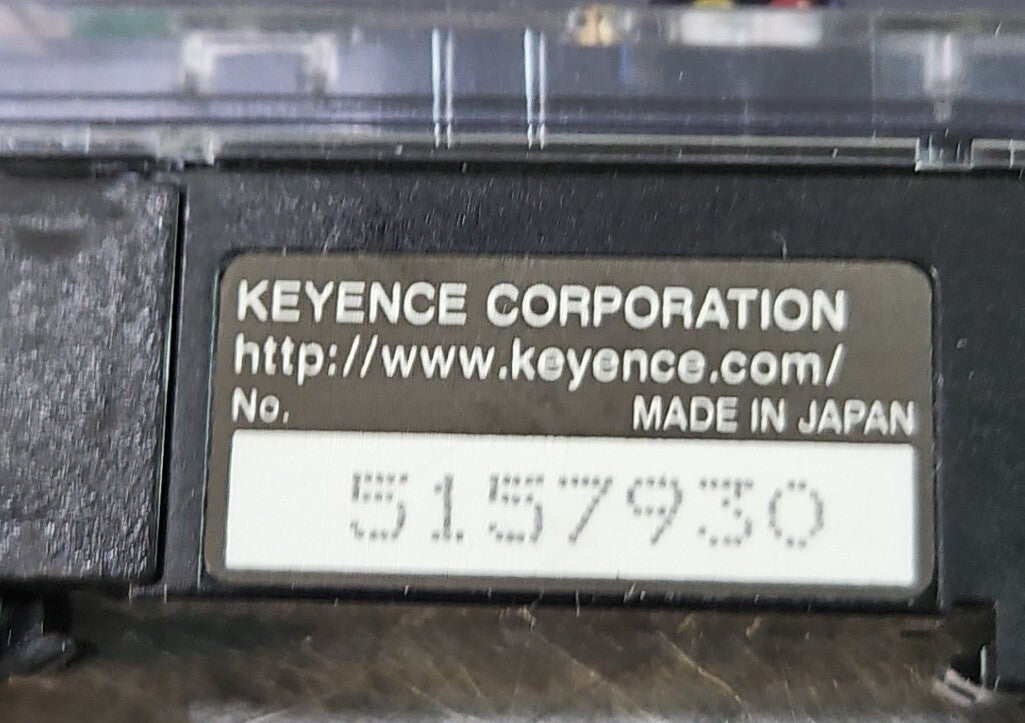 KEYENCE CORPORATION
http://www.keyence.com/
No. MADE IN JAPAN
5157930